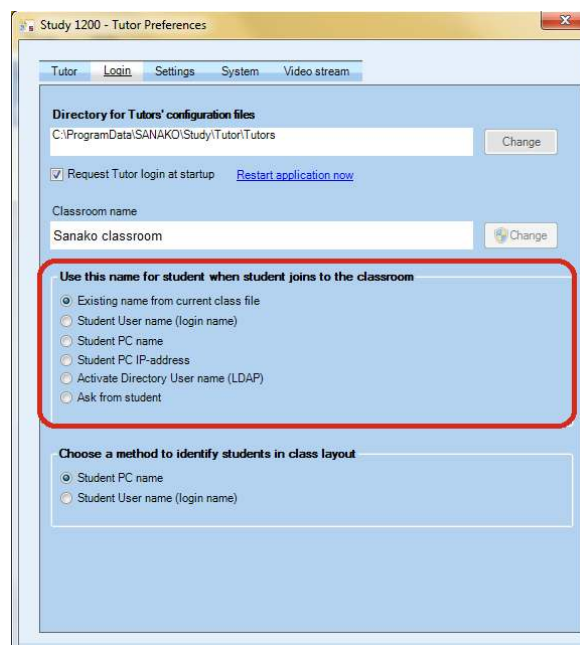 Study 1200 - Tutor Preferences
Tutor Login Settings System Video stream
Directory for Tutors' configuration files
C:\ProgramData\SANAKO\Study\Tutor\Tutors
Change
Request Tutor login at startup Restart application now
Classroom name
Sanako classroom
Change
Use this name for student when student joins to the classroom
Existing name from current class file
Student User name (login name)
Student PC name
Student PC IP-address
Activate Directory User name (LDAP)
Ask from student
Choose a method to identify students in class layout
Student PC name
Student User name (login name)